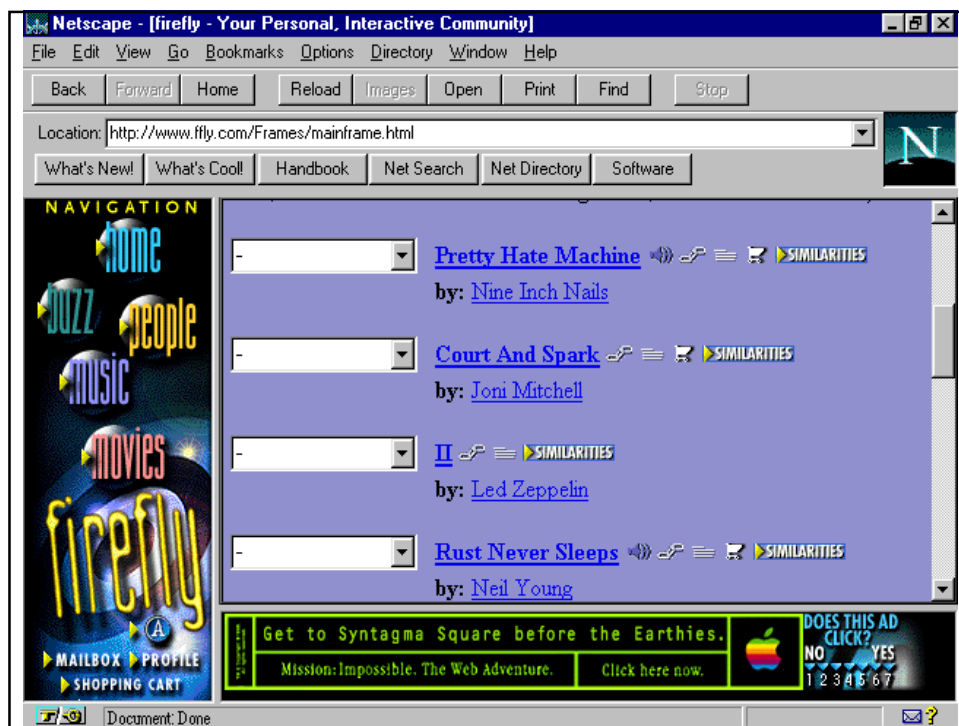 Netscape - [firefly - Your Personal, Interactive Community]
File Edit View Go Bookmarks Options Directory Window Help
Back Forward Home Reload Images Open Print Find Stop
Location: http://www.ffly.com/Frames/mainframe.html
N
What's New! What's Cool! Handbook Net Search Net Directory Software
NAVIGATION
home
buzz
people
music
movies
firefly
A
MAILBOX PROFILE
SHOPPING CART
- Pretty Hate Machine SIMILARITIES
by: Nine Inch Nails
- Court And Spark SIMILARITIES
by: Joni Mitchell
- II SIMILARITIES
by: Led Zeppelin
- Rust Never Sleeps SIMILARITIES
by: Neil Young
Get to Syntagma Square before the Earthies.
Mission: Impossible. The Web Adventure. Click here now.
DOES THIS AD
CLICK?
NO YES
1 2 3 4 5 6 7
Document: Done